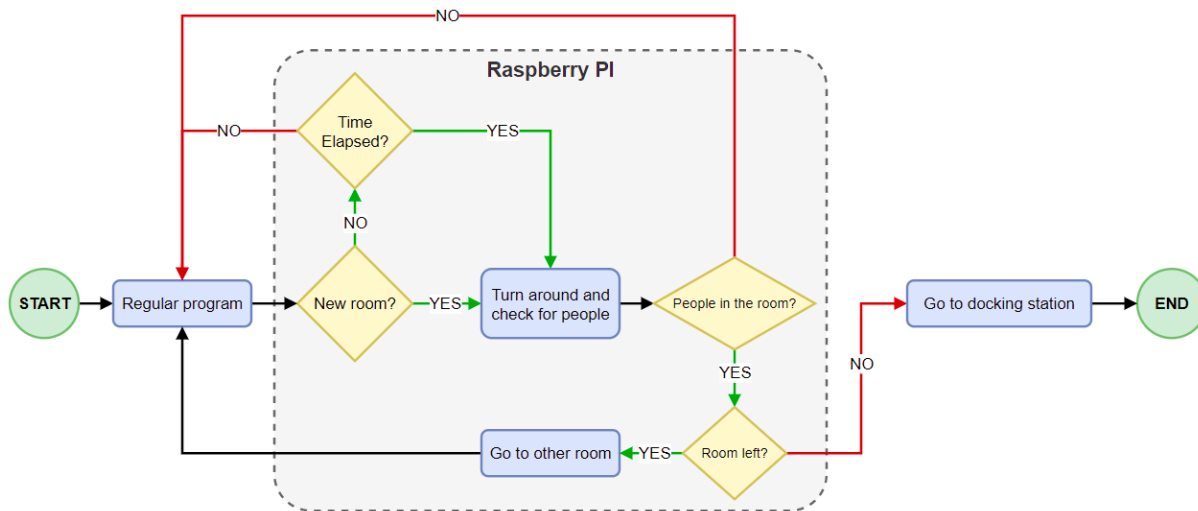 NO
Raspberry PI
Time
Elapsed?
NO
YES
NO
START
Regular program
New room?
YES
Turn around and
check for people
People in the room?
Go to docking station
END
YES
NO
Go to other room
YES
Room left?